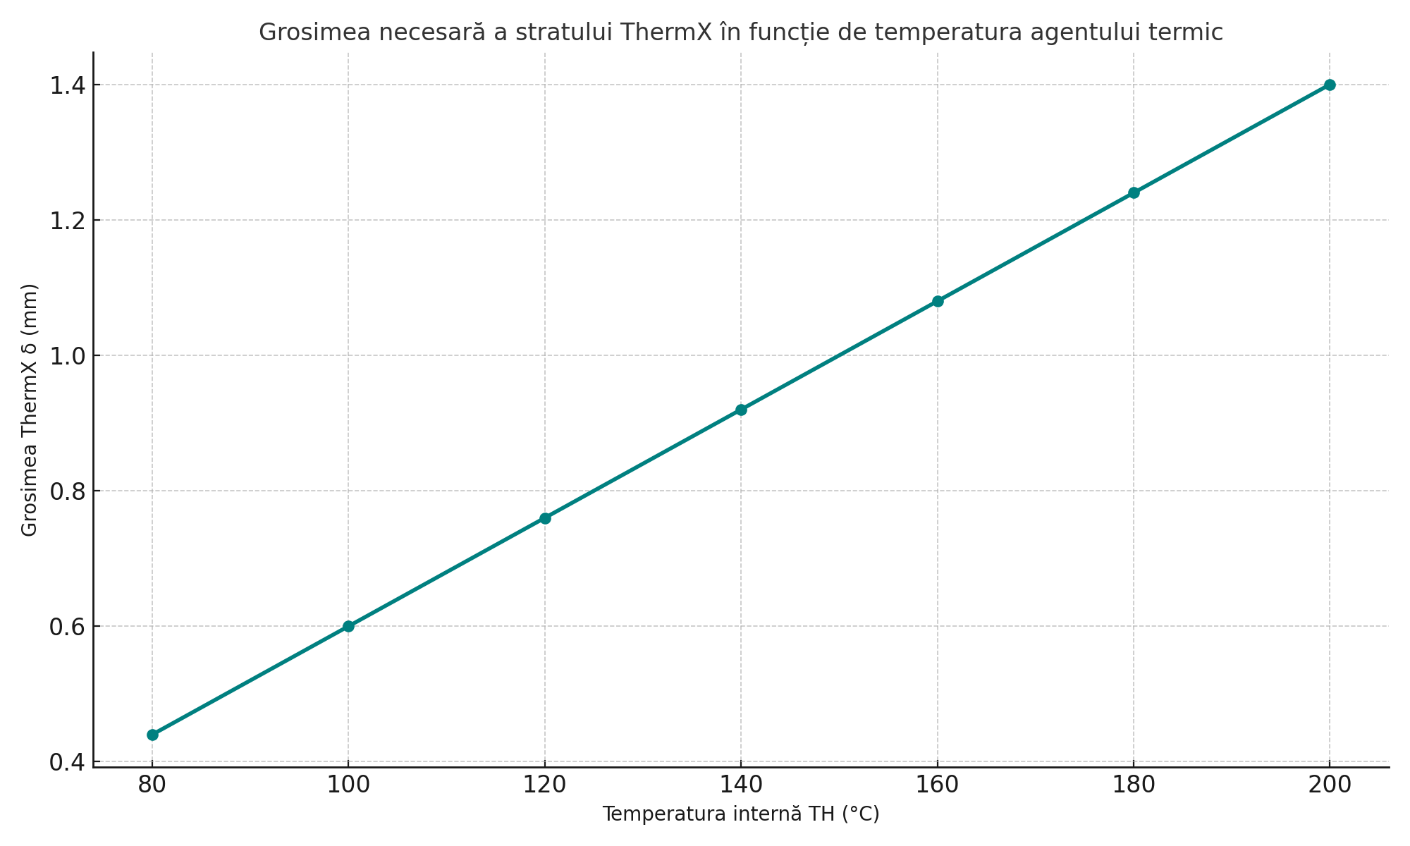 Grosimea necesară a stratului ThermX în funcție de temperatura agentului termic
Grosimea ThermX δ (mm)
1.4
1.2
1.0
0.8
0.6
0.4
80 100 120 140 160 180 200
Temperatura internă TH (°C)